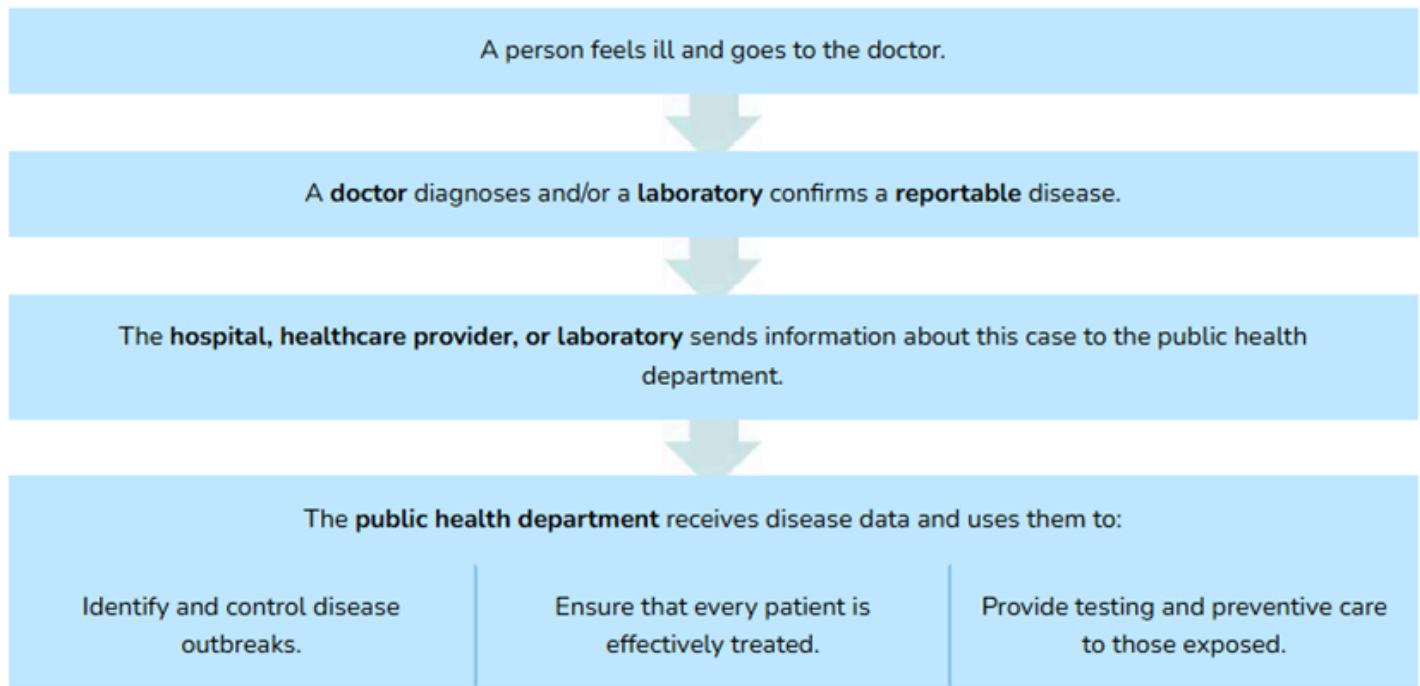 A person feels ill and goes to the doctor.
A doctor diagnoses and/or a laboratory confirms a reportable disease.
The hospital, healthcare provider, or laboratory sends information about this case to the public health
department.
The public health department receives disease data and uses them to:
Identify and control disease
outbreaks.
Ensure that every patient is
effectively treated.
Provide testing and preventive care
to those exposed.